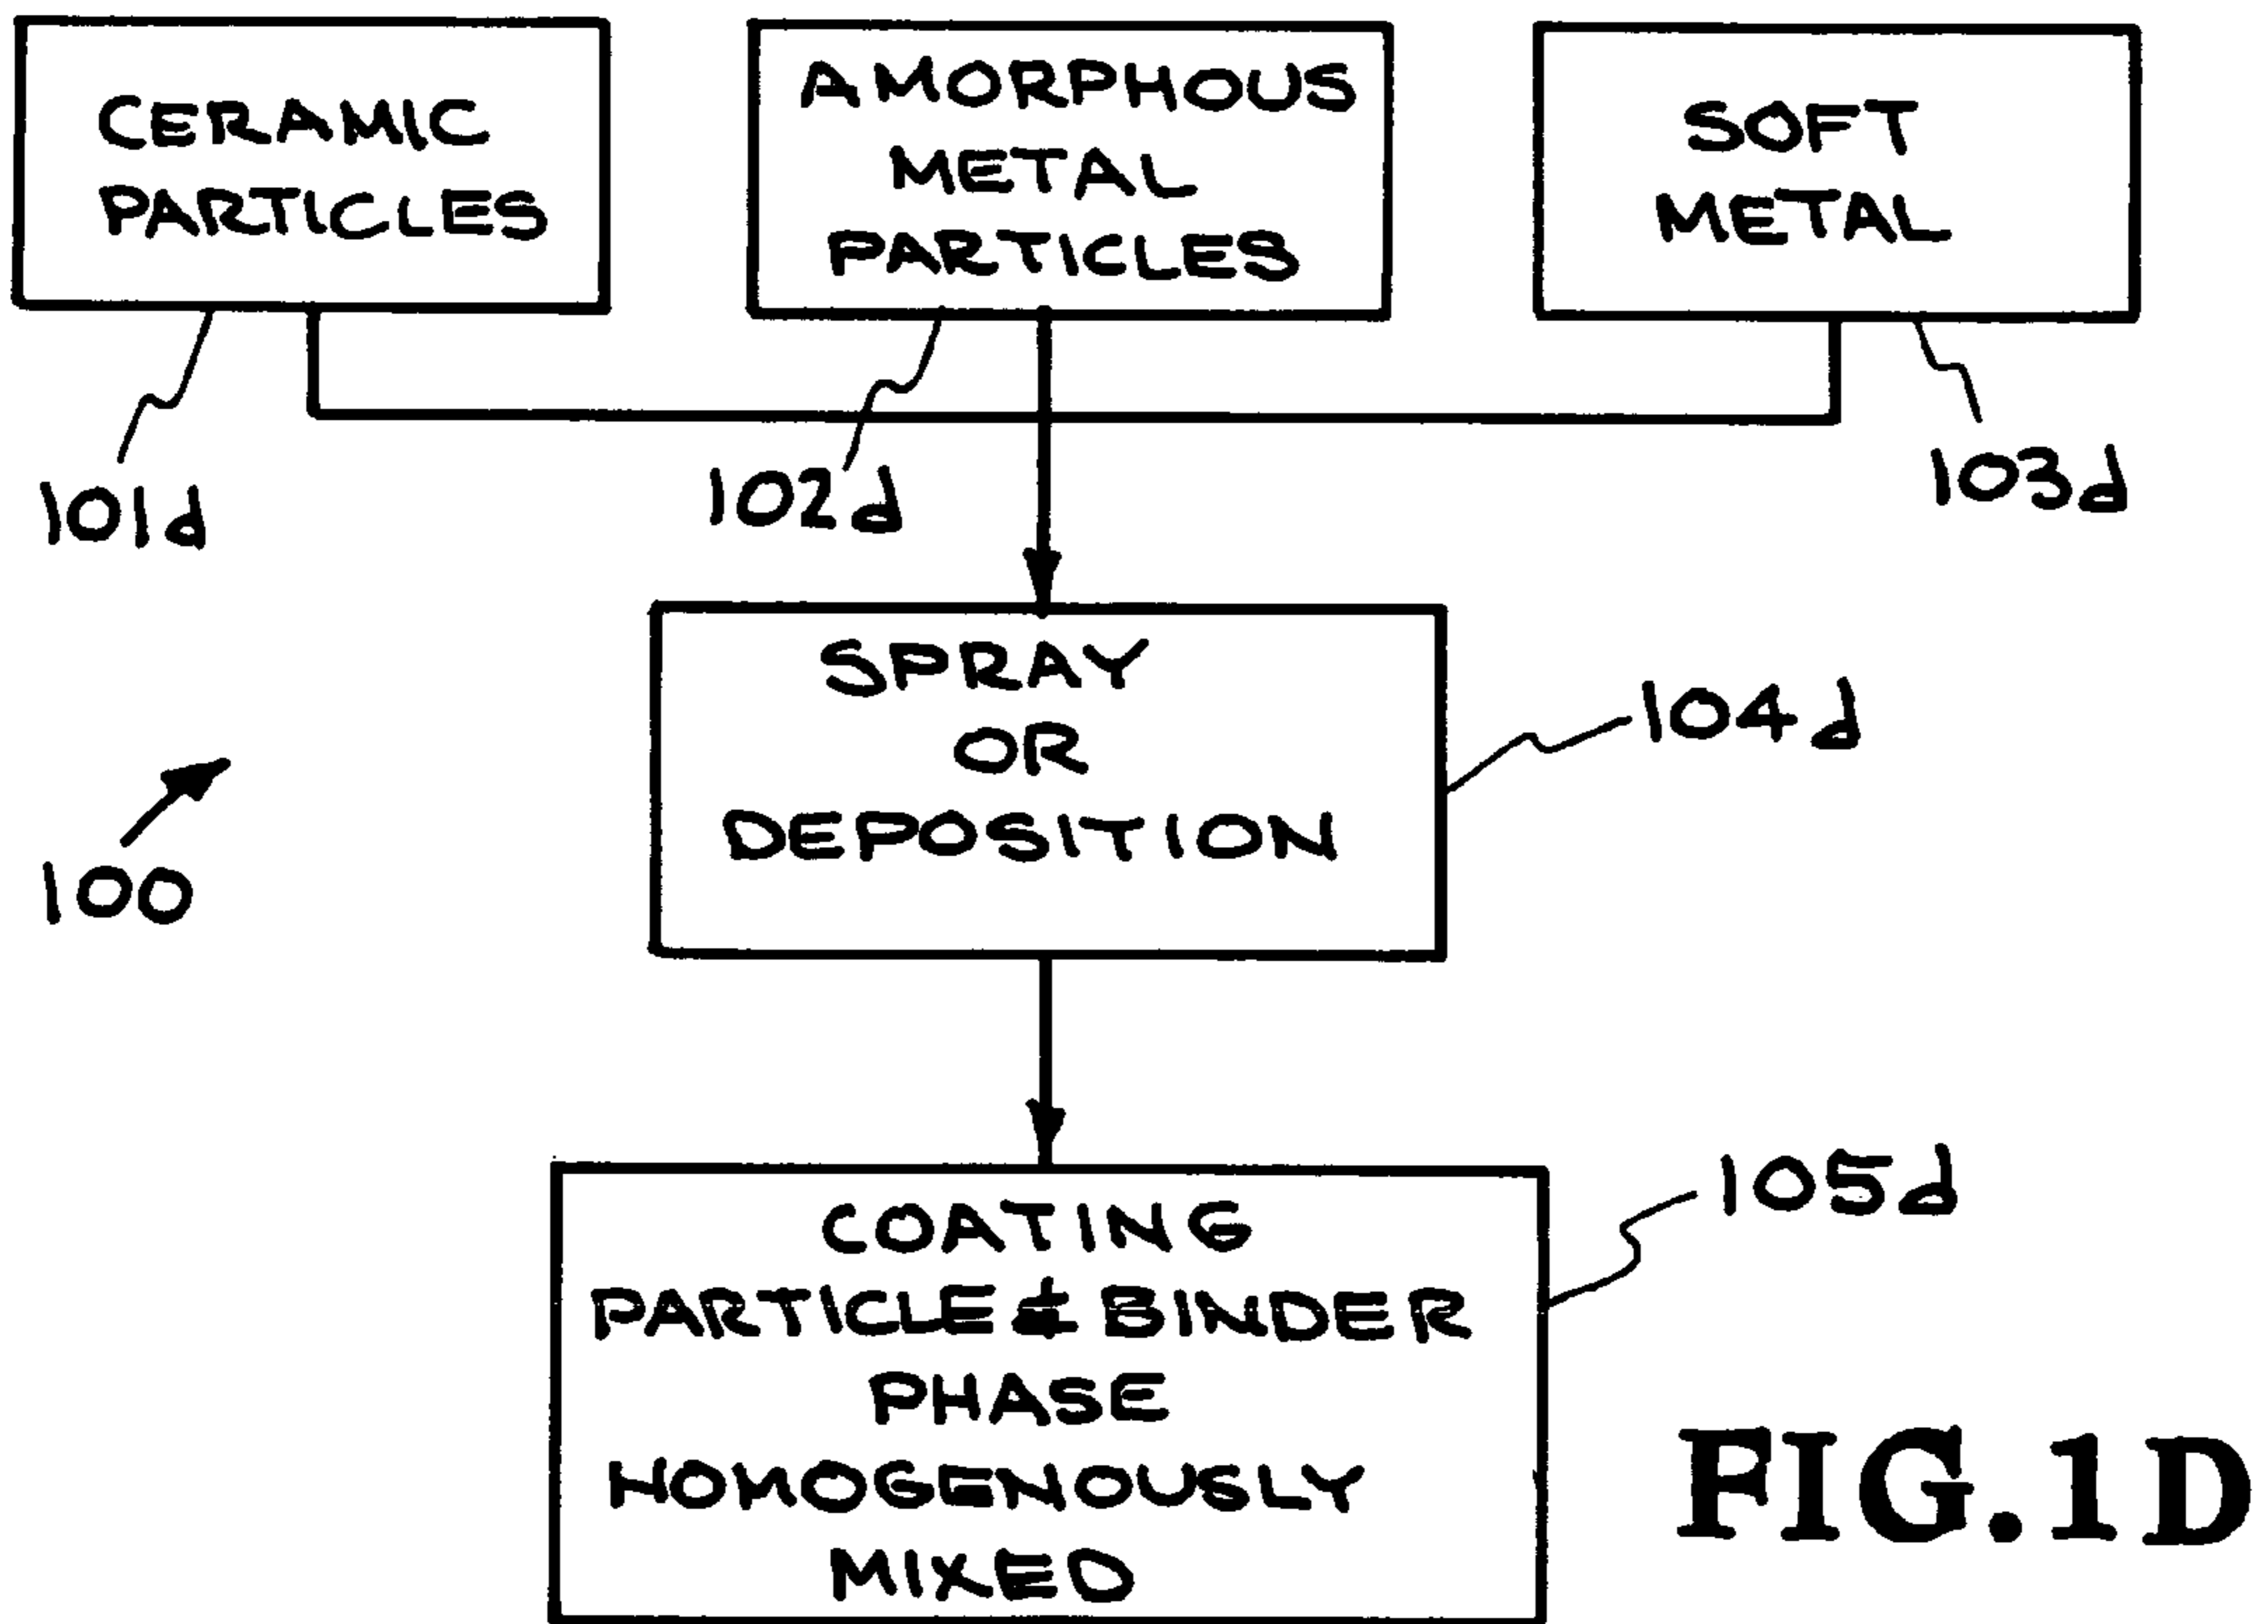 CERAMIC
PARTICLES
AMORPHOUS
METAL
PARTICLES
SOFT
METAL
101d
102d
103d
SPRAY
OR
DEPOSITION
104d
100
COATING
PARTICLE & BINDER
PHASE
HOMOGENOUSLY
MIXED
105d
FIG.1D